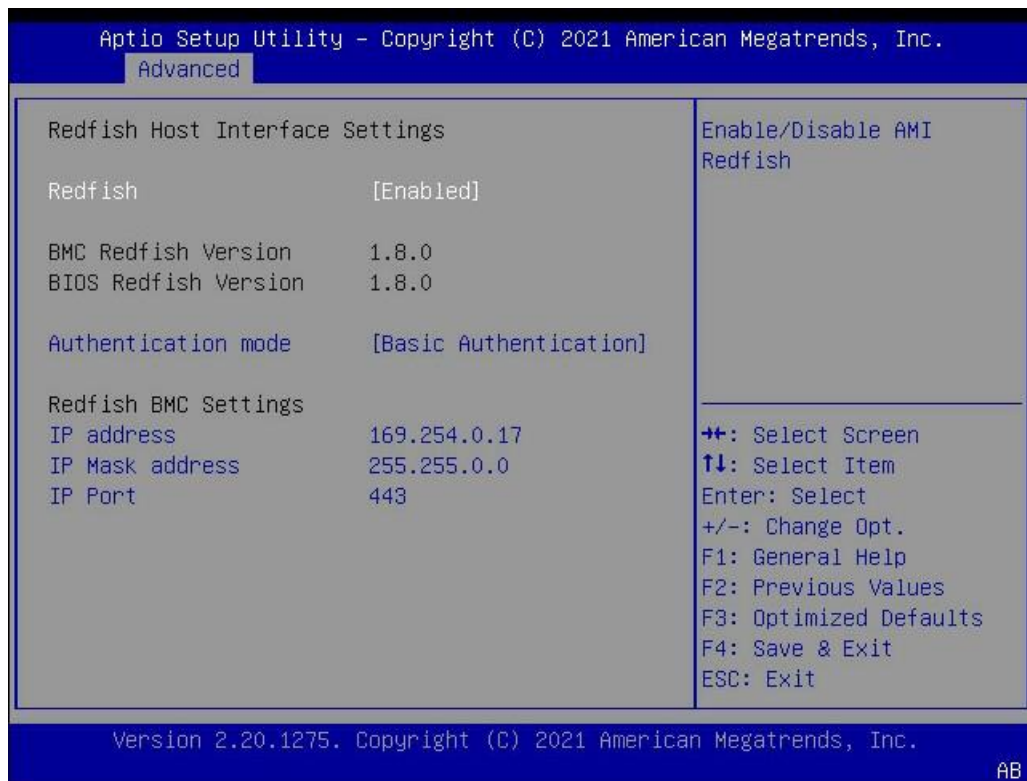 Aptio Setup Utility – Copyright (C) 2021 American Megatrends, Inc.
Advanced
Redfish Host Interface Settings
Redfish [Enabled]
BMC Redfish Version 1.8.0
BIOS Redfish Version 1.8.0
Authentication mode [Basic Authentication]
Redfish BMC Settings
IP address 169.254.0.17
IP Mask address 255.255.0.0
IP Port 443
Enable/Disable AMI
Redfish
→←: Select Screen
↑↓: Select Item
Enter: Select
+/-: Change Opt.
F1: General Help
F2: Previous Values
F3: Optimized Defaults
F4: Save & Exit
ESC: Exit
Version 2.20.1275. Copyright (C) 2021 American Megatrends, Inc.
AB